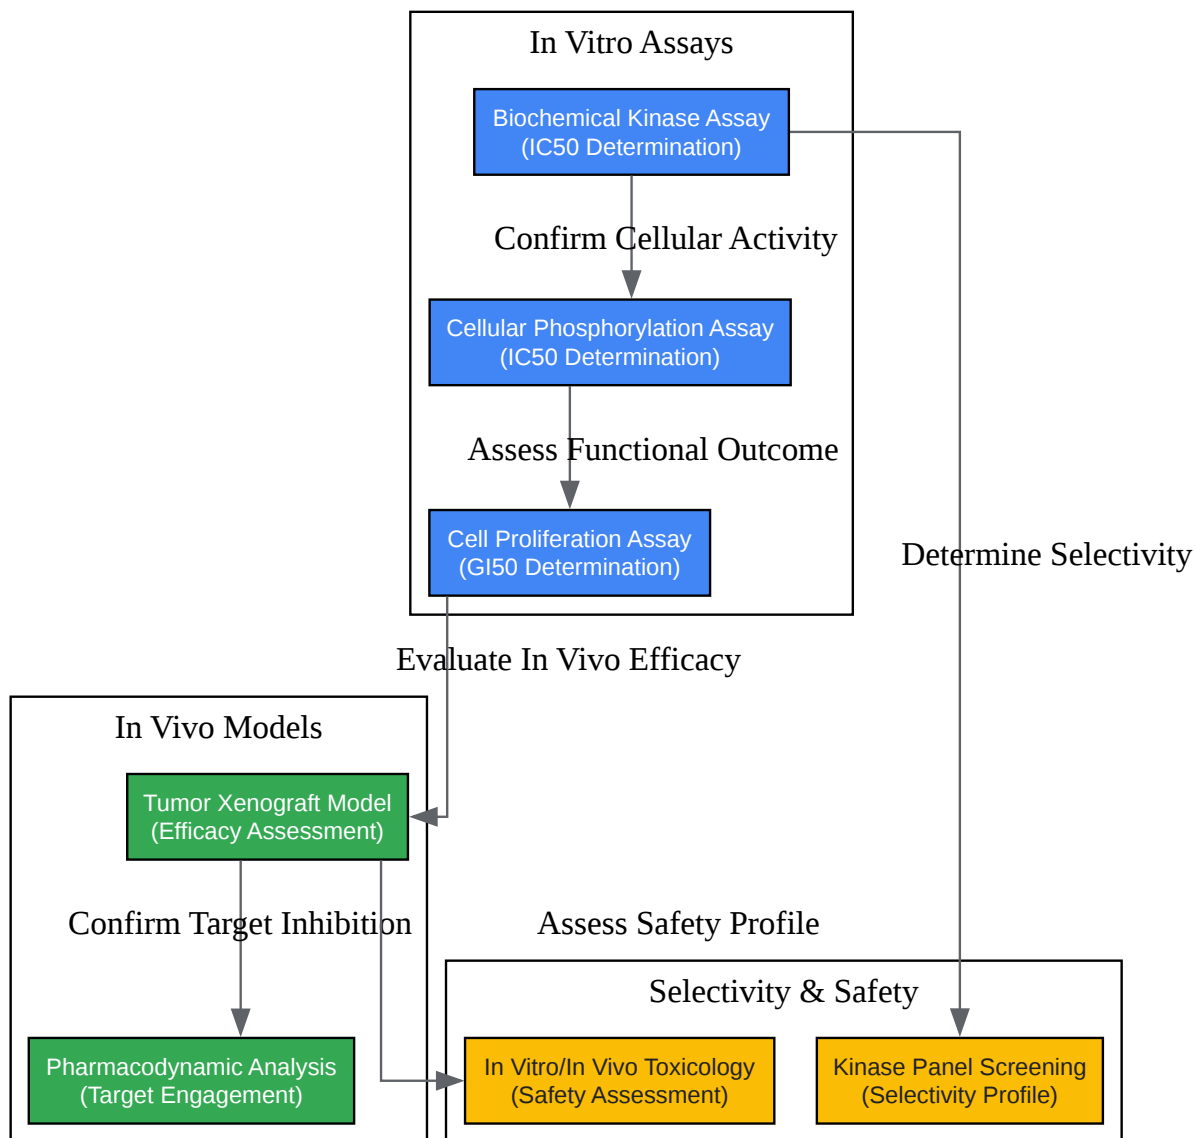 In Vitro Assays
Biochemical Kinase Assay
(IC50 Determination)
Confirm Cellular Activity
Cellular Phosphorylation Assay
(IC50 Determination)
Assess Functional Outcome
Cell Proliferation Assay
(GI50 Determination)
Determine Selectivity
Evaluate In Vivo Efficacy
In Vivo Models
Tumor Xenograft Model
(Efficacy Assessment)
Confirm Target Inhibition
Assess Safety Profile
Selectivity & Safety
Pharmacodynamic Analysis
(Target Engagement)
In Vitro/In Vivo Toxicology
(Safety Assessment)
Kinase Panel Screening
(Selectivity Profile)